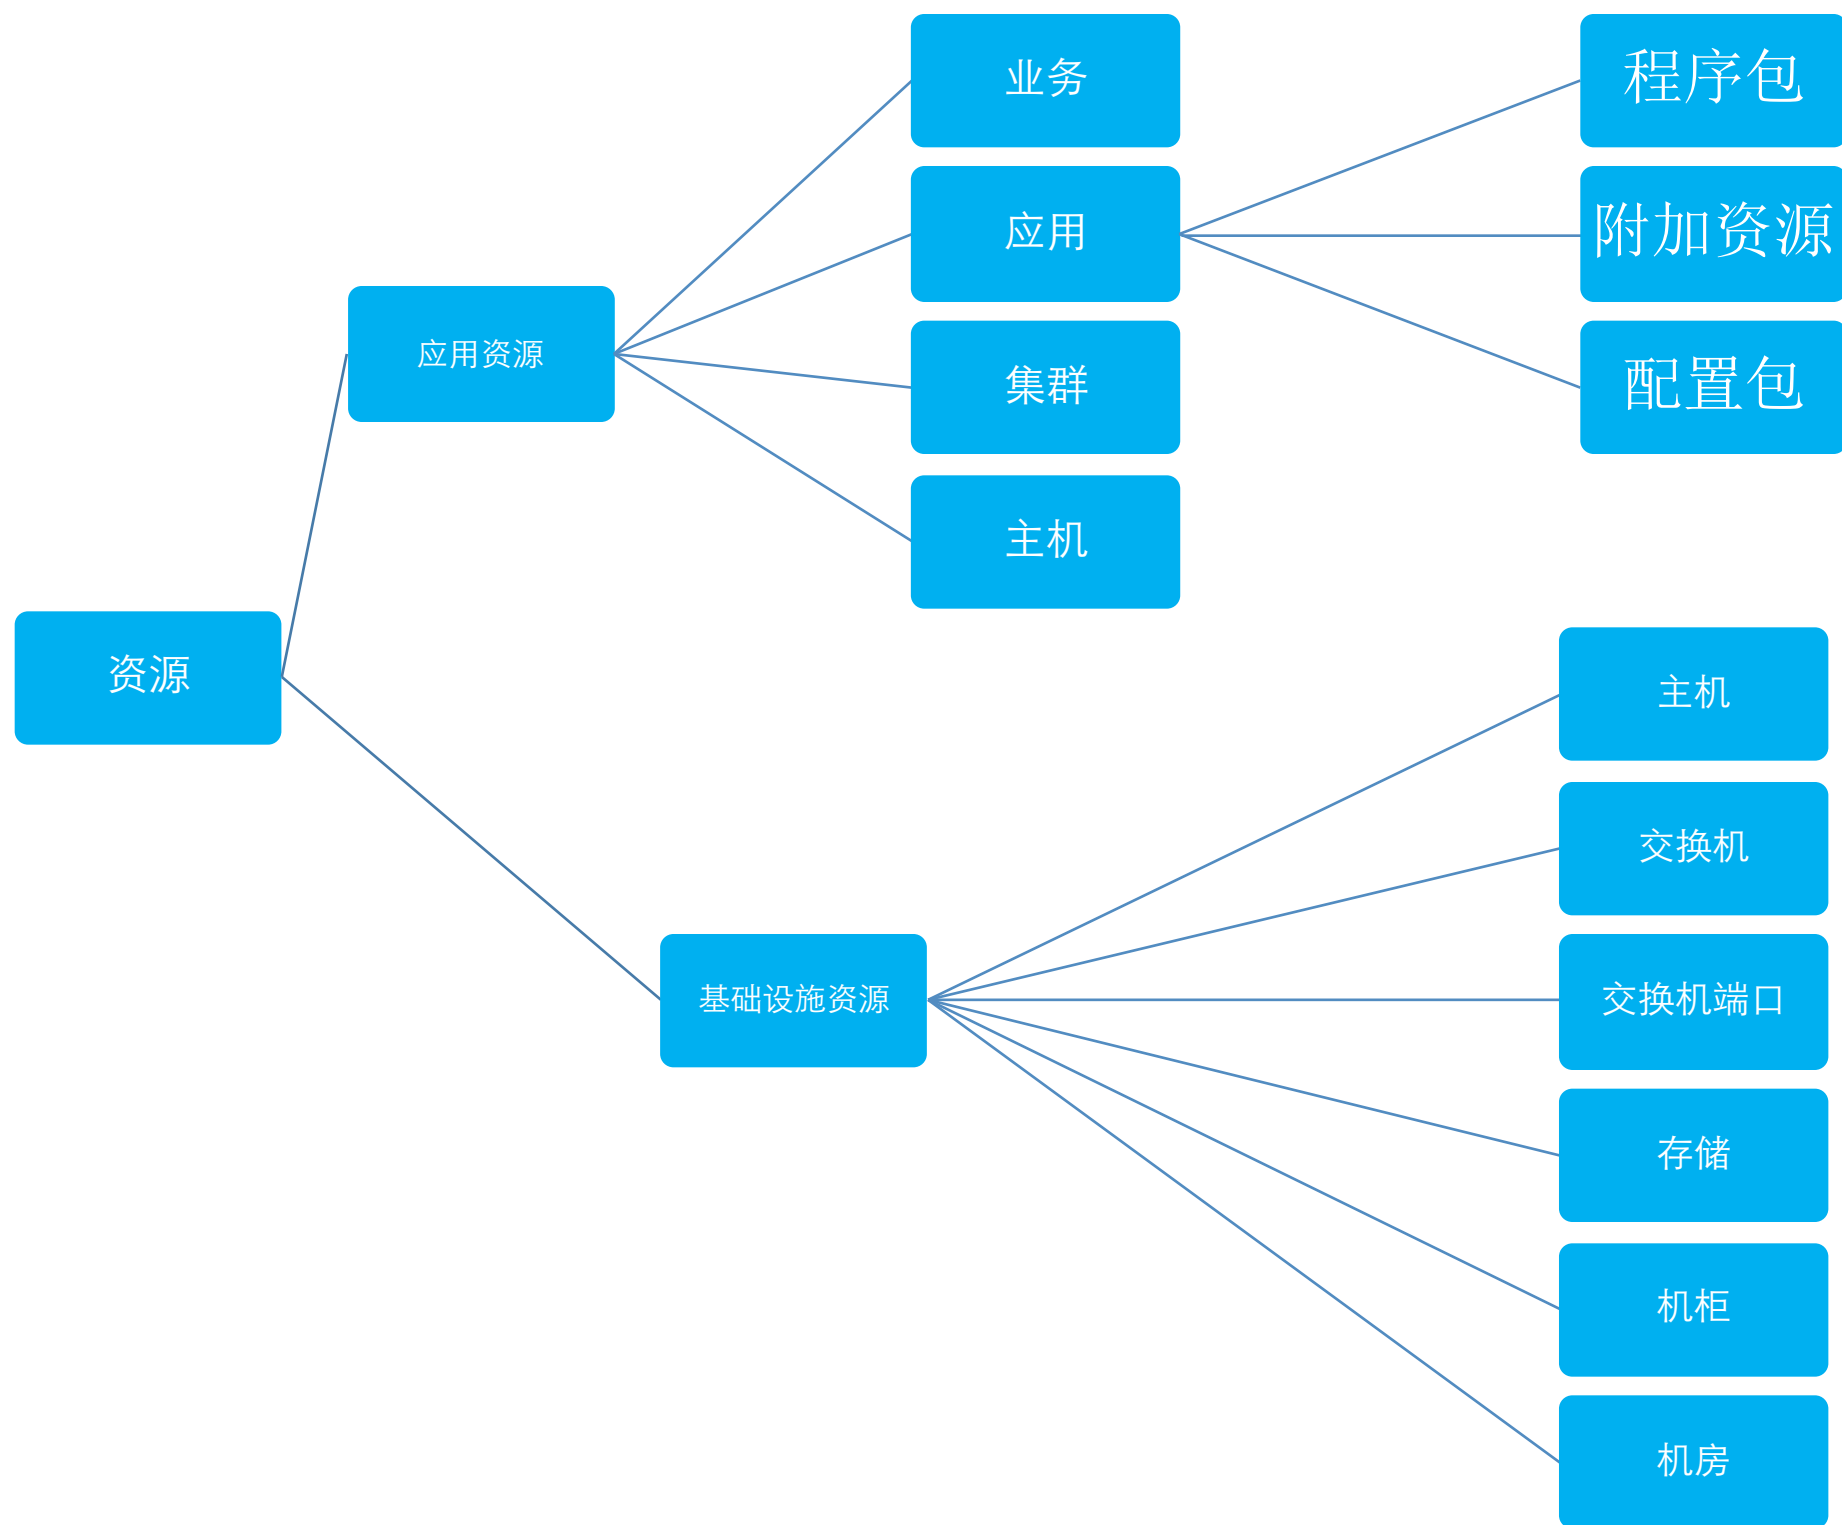 资源
应用资源
业务
应用
集群
主机
程序包
附加资源
配置包
基础设施资源
主机
交换机
交换机端口
存储
机柜
机房